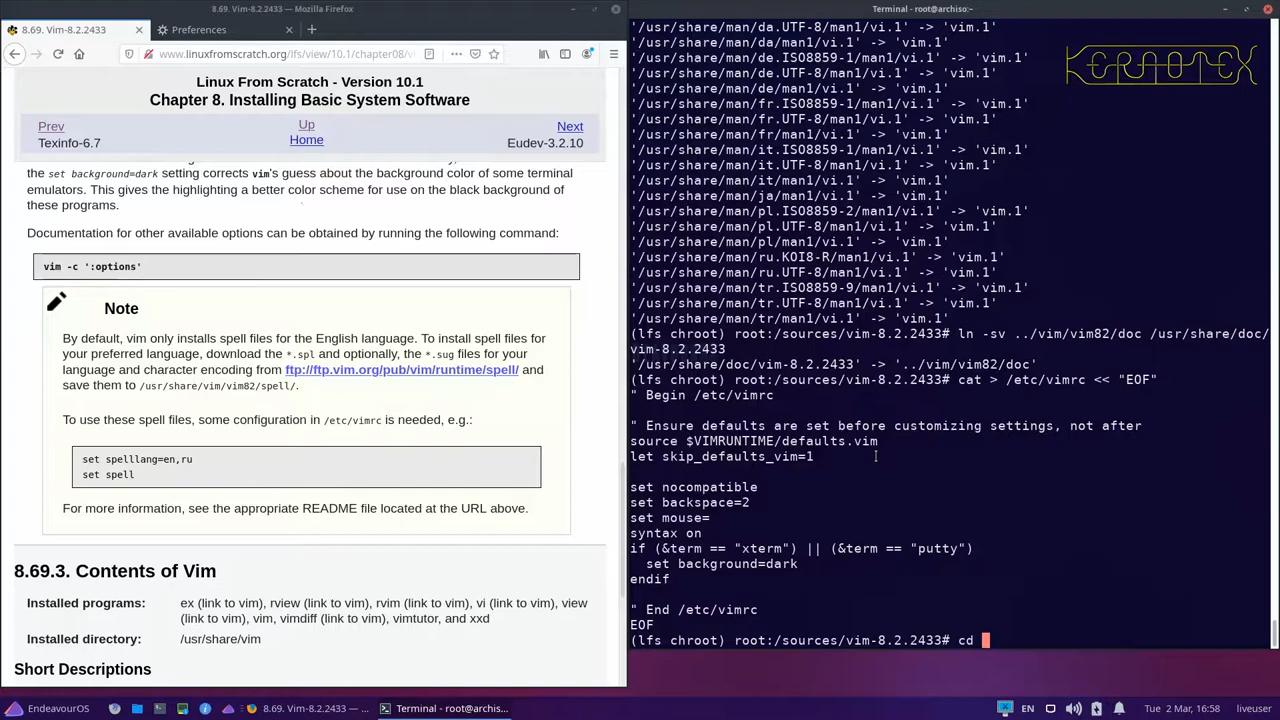 8.69. Vim-8.2.2433 - Mozilla Firefox
8.69. Vim-8.2.2433
Preferences
www.linuxfromscratch.org/lfs/view/10.1/chapter08/vi
Linux From Scratch - Version 10.1
Chapter 8. Installing Basic System Software
Prev
Up
Next
Texinfo-6.7
Home
Eudev-3.2.10
the set background=dark setting corrects vim's guess about the background color of some terminal
emulators. This gives the highlighting a better color scheme for use on the black background of
these programs.
Documentation for other available options can be obtained by running the following command:
vim -c ':options'
Note
By default, vim only installs spell files for the English language. To install spell files for
your preferred language, download the *.spl and optionally, the *.sug files for your
language and character encoding from ftp://ftp.vim.org/pub/vim/runtime/spell/ and
save them to /usr/share/vim/vim82/spell/.
To use these spell files, some configuration in /etc/vimrc is needed, e.g.:
set spelllang=en,ru
set spell
For more information, see the appropriate README file located at the URL above.
8.69.3. Contents of Vim
Installed programs: ex (link to vim), rview (link to vim), rvim (link to vim), vi (link to vim), view
(link to vim), vim, vimdiff (link to vim), vimtutor, and xxd
Installed directory: /usr/share/vim
Short Descriptions
Terminal - root@archiso:~
'/usr/share/man/da.UTF-8/man1/vi.1' -> 'vim.1'
'/usr/share/man/da/man1/vi.1' -> 'vim.1'
'/usr/share/man/de.ISO8859-1/man1/vi.1' -> 'vim.1'
'/usr/share/man/de.UTF-8/man1/vi.1' -> 'vim.1'
'/usr/share/man/de/man1/vi.1' -> 'vim.1'
'/usr/share/man/fr.ISO8859-1/man1/vi.1' -> 'vim.1'
'/usr/share/man/fr.UTF-8/man1/vi.1' -> 'vim.1'
'/usr/share/man/fr/man1/vi.1' -> 'vim.1'
'/usr/share/man/it.ISO8859-1/man1/vi.1' -> 'vim.1'
'/usr/share/man/it.UTF-8/man1/vi.1' -> 'vim.1'
'/usr/share/man/it/man1/vi.1' -> 'vim.1'
'/usr/share/man/ja/man1/vi.1' -> 'vim.1'
'/usr/share/man/pl.ISO8859-2/man1/vi.1' -> 'vim.1'
'/usr/share/man/pl.UTF-8/man1/vi.1' -> 'vim.1'
'/usr/share/man/pl/man1/vi.1' -> 'vim.1'
'/usr/share/man/ru.KOI8-R/man1/vi.1' -> 'vim.1'
'/usr/share/man/ru.UTF-8/man1/vi.1' -> 'vim.1'
'/usr/share/man/tr.ISO8859-9/man1/vi.1' -> 'vim.1'
'/usr/share/man/tr.UTF-8/man1/vi.1' -> 'vim.1'
'/usr/share/man/tr/man1/vi.1' -> 'vim.1'
(lfs chroot) root:/sources/vim-8.2.2433# ln -sv ../vim/vim82/doc /usr/share/doc/
vim-8.2.2433
'/usr/share/doc/vim-8.2.2433' -> '../vim/vim82/doc'
(lfs chroot) root:/sources/vim-8.2.2433# cat > /etc/vimrc << "EOF"
" Begin /etc/vimrc
" Ensure defaults are set before customizing settings, not after
source $VIMRUNTIME/defaults.vim
let skip_defaults_vim=1
set nocompatible
set backspace=2
set mouse=
syntax on
if (&term == "xterm") || (&term == "putty")
set background=dark
endif
" End /etc/vimrc
EOF
(lfs chroot) root:/sources/vim-8.2.2433# cd
EndeavourOS
8.69. Vim-8.2.2433 — ...
Terminal - root@archis...
EN
Tue 2 Mar, 16:58
liveuser